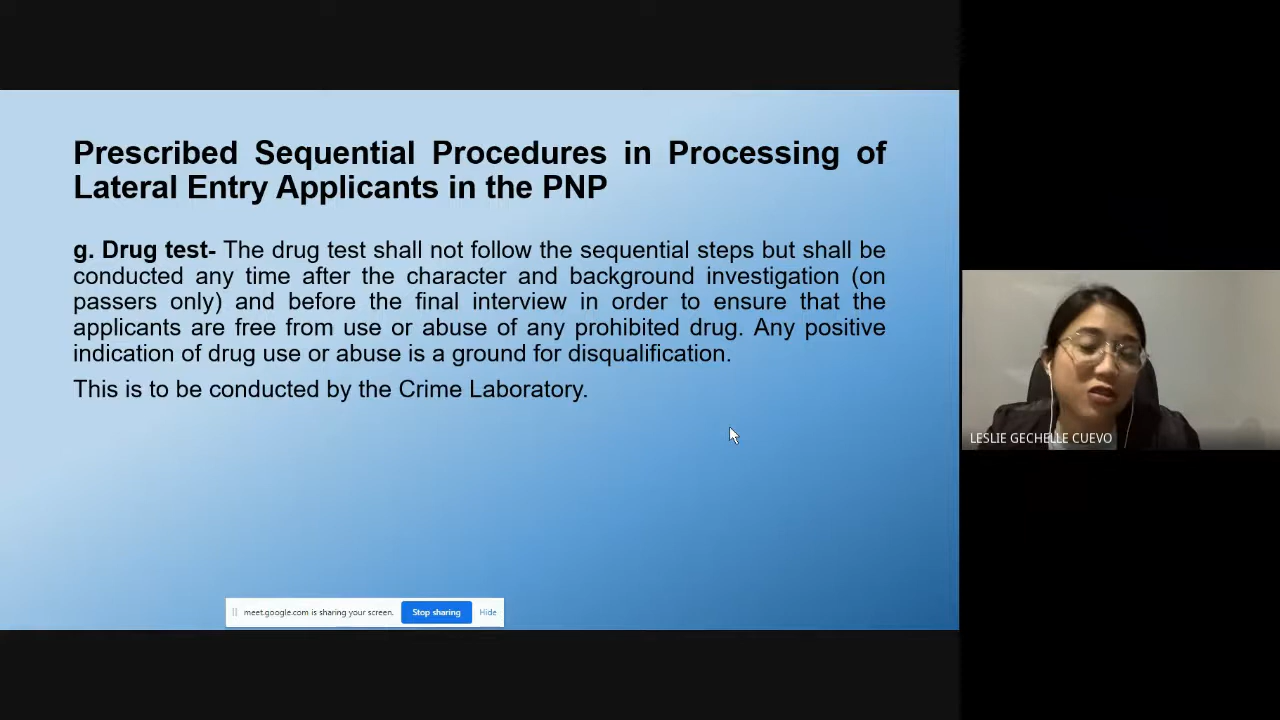 Prescribed Sequential Procedures in Processing of
Lateral Entry Applicants in the PNP
g. Drug test- The drug test shall not follow the sequential steps but shall be
conducted any time after the character and background investigation (on
passers only) and before the final interview in order to ensure that the
applicants are free from use or abuse of any prohibited drug. Any positive
indication of drug use or abuse is a ground for disqualification.
This is to be conducted by the Crime Laboratory.
LESLIE GECHELLE CUEVO
meet.google.com is sharing your screen.
Stop sharing
Hide